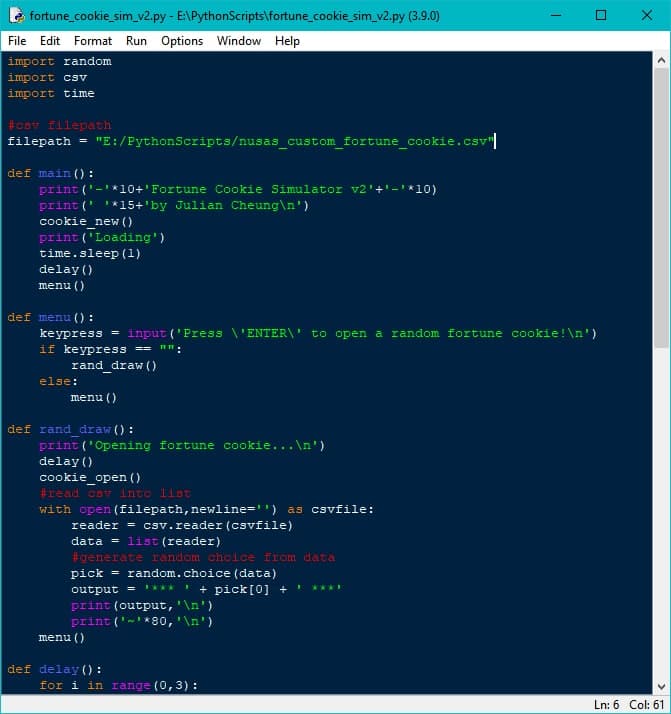 fortune_cookie_sim_v2.py - E:\PythonScripts\fortune_cookie_sim_v2.py (3.9.0)
File Edit Format Run Options Window Help
import random
import csv
import time

#csv filepath
filepath = "E:/PythonScripts/nusas_custom_fortune_cookie.csv"

def main():
    print('-'*10+'Fortune Cookie Simulator v2'+'-'*10)
    print(' '*15+'by Julian Cheung\n')
    cookie_new()
    print('Loading')
    time.sleep(1)
    delay()
    menu()

def menu():
    keypress = input('Press \'ENTER\' to open a random fortune cookie!\n')
    if keypress == "":
        rand_draw()
    else:
        menu()

def rand_draw():
    print('Opening fortune cookie...\n')
    delay()
    cookie_open()
    #read csv into list
    with open(filepath,newline='') as csvfile:
        reader = csv.reader(csvfile)
        data = list(reader)
        #generate random choice from data
        pick = random.choice(data)
        output = '*** ' + pick[0] + ' ***'
        print(output,'\n')
        print('~'*80,'\n')
    menu()

def delay():
    for i in range(0,3):
Ln: 6 Col: 61